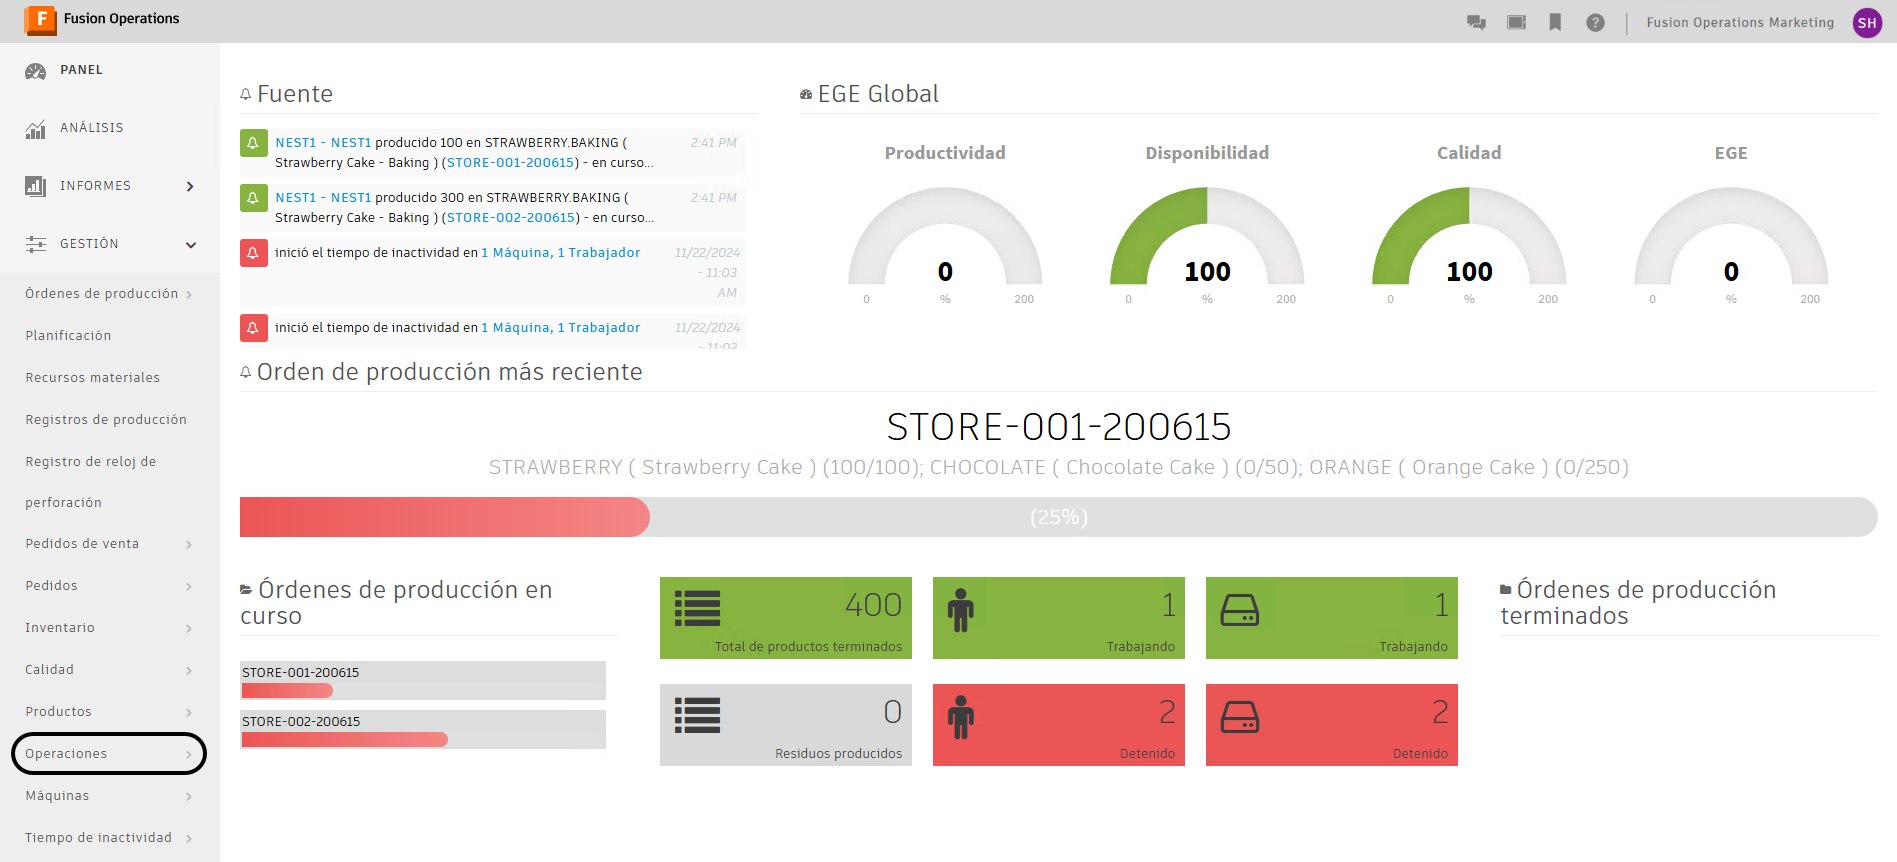 F Fusion Operations
Fusion Operations Marketing
SH
PANEL
ANÁLISIS
INFORMES
GESTIÓN
Órdenes de producción
Planificación
Recursos materiales
Registros de producción
Registro de reloj de
perforación
Pedidos de venta
Pedidos
Inventario
Calidad
Productos
Operaciones
Máquinas
Tiempo de inactividad
Fuente
NEST1 - NEST1 producido 100 en STRAWBERRY.BAKING (
Strawberry Cake - Baking ) (STORE-001-200615) - en curso...
2:41 PM
NEST1 - NEST1 producido 300 en STRAWBERRY.BAKING (
Strawberry Cake - Baking ) (STORE-002-200615) - en curso...
2:41 PM
inició el tiempo de inactividad en 1 Máquina, 1 Trabajador
11/22/2024
- 11:03
AM
inició el tiempo de inactividad en 1 Máquina, 1 Trabajador
11/22/2024
- 11:02
EGE Global
Productividad
0
0 % 200
Disponibilidad
100
0 % 200
Calidad
100
0 % 200
EGE
0
0 % 200
Orden de producción más reciente
STORE-001-200615
STRAWBERRY ( Strawberry Cake ) (100/100); CHOCOLATE ( Chocolate Cake ) (0/50); ORANGE ( Orange Cake ) (0/250)
(25%)
Órdenes de producción en
curso
STORE-001-200615
STORE-002-200615
400
Total de productos terminados
1
Trabajando
1
Trabajando
0
Residuos producidos
2
Detenido
2
Detenido
Órdenes de producción
terminados